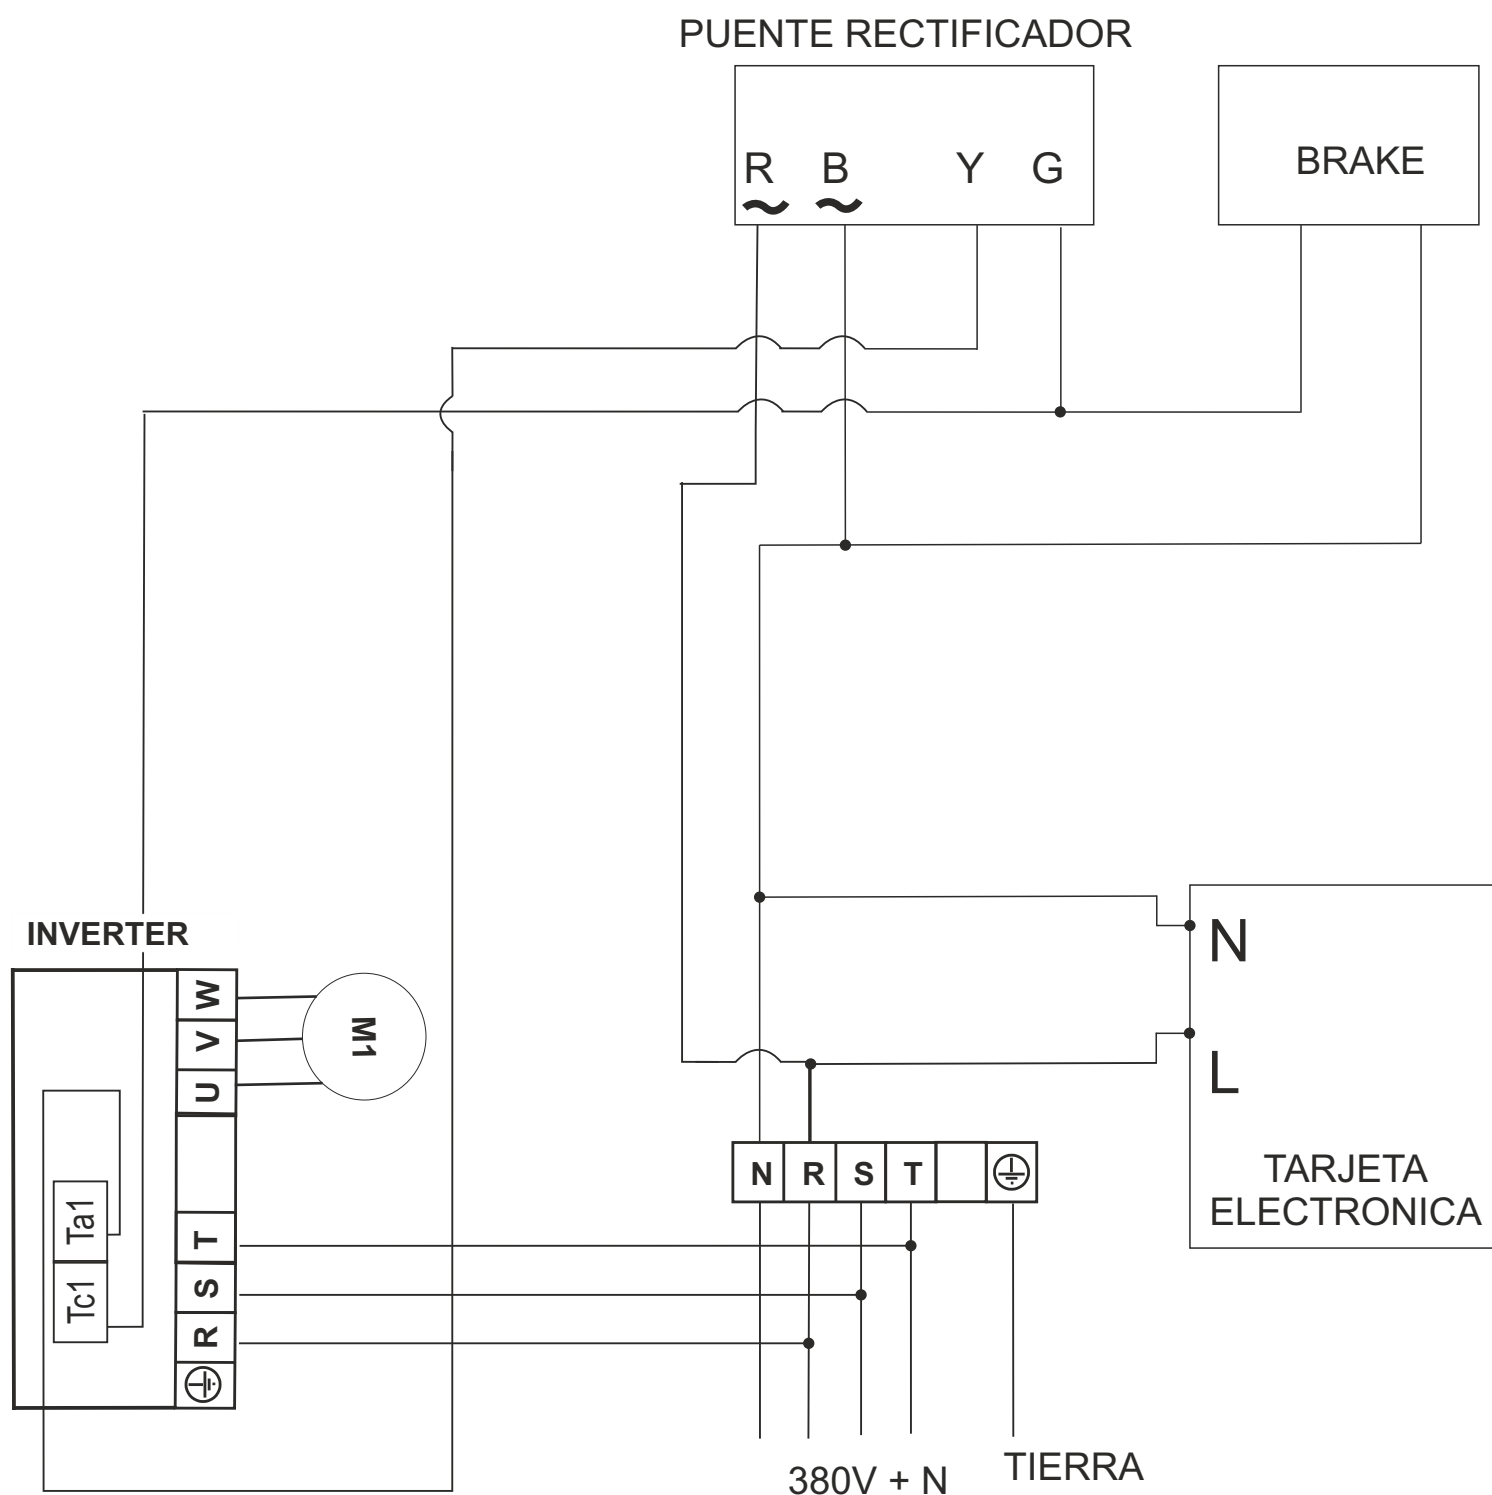 PUENTE RECTIFICADOR
R B Y G
BRAKE
INVERTER
W
V
U
M1
N
L
TARJETA
ELECTRONICA
N R S T
Ta1
Tc1
T
S
R
380V + N
TIERRA